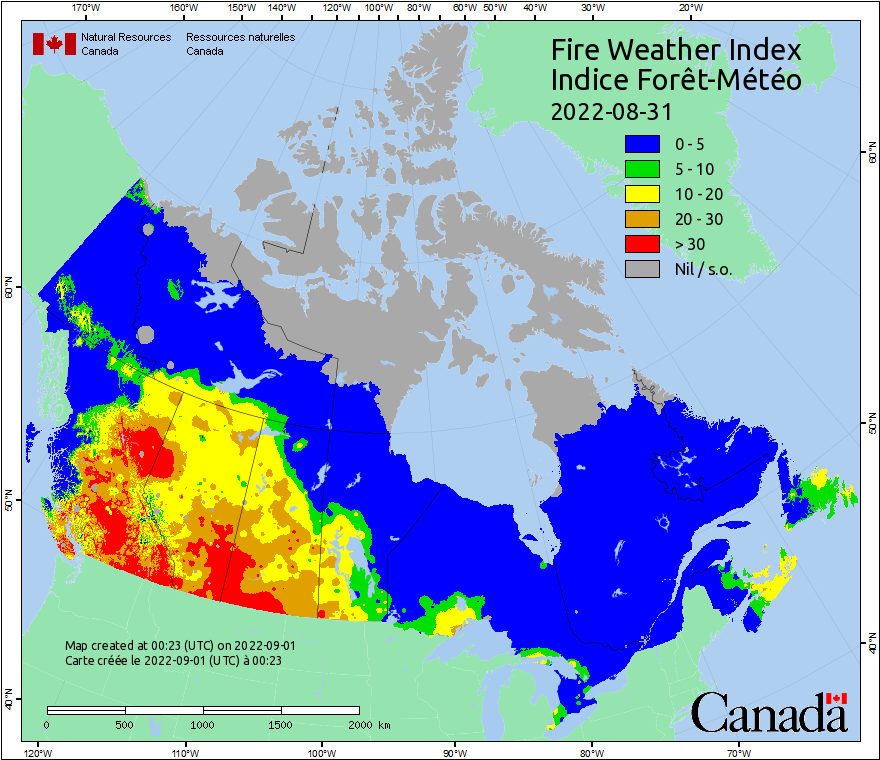 170°W 160°W 150°W 140°W 130°W 120°W 110°W 100°W 90°W 80°W 60°W 50°W 40°W 30°W 20°W
Natural Resources Ressources naturelles
Canada Canada
Fire Weather Index
Indice Forêt-Météo
2022-08-31
0 - 5
5 - 10
10 - 20
20 - 30
> 30
Nil / s.o.
60°N 60°N
50°N 50°N
40°N 40°N
Map created at 00:23 (UTC) on 2022-09-01
Carte créée le 2022-09-01 (UTC) à 00:23
0 500 1000 1500 2000 km
Canada
120°W 110°W 100°W 90°W 80°W 70°W